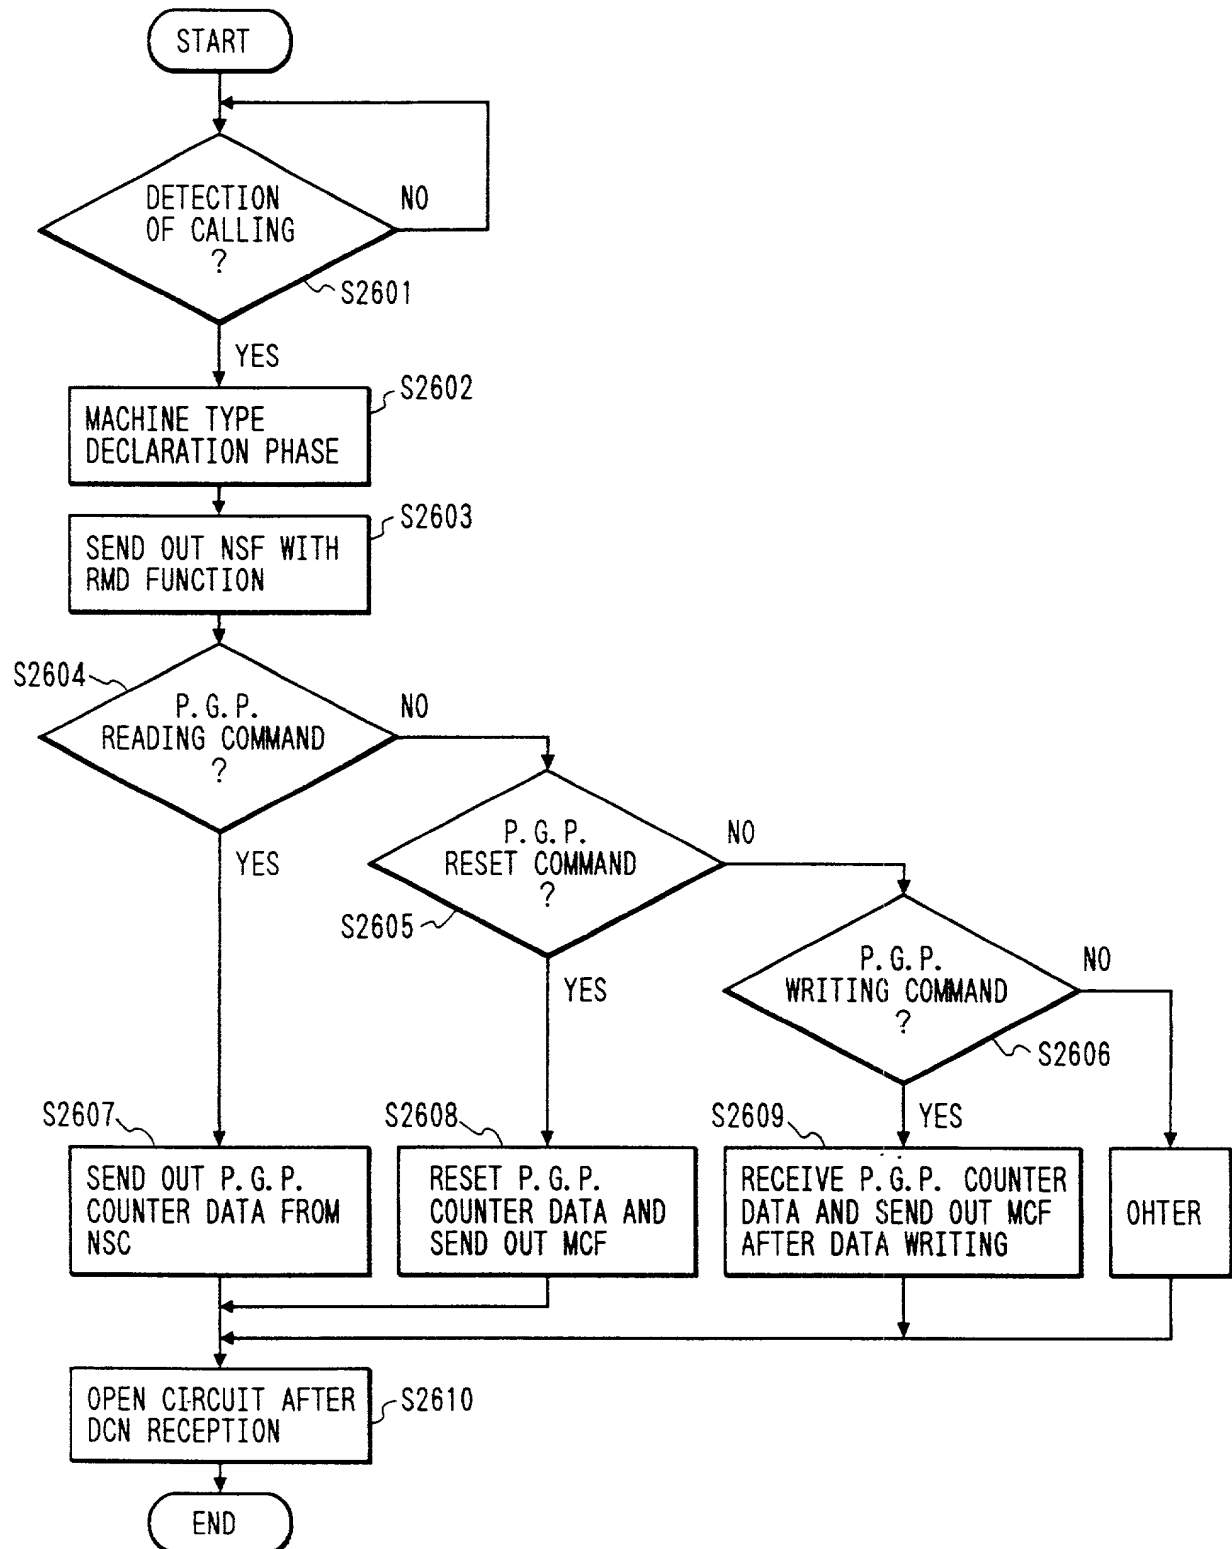 START
DETECTION
OF CALLING
?
NO
S2601
YES
S2602
MACHINE TYPE
DECLARATION PHASE
S2603
SEND OUT NSF WITH
RMD FUNCTION
S2604
P.G.P.
READING COMMAND
?
NO
YES
P.G.P.
RESET COMMAND
?
NO
S2605
YES
P.G.P.
WRITING COMMAND
?
NO
S2606
YES
S2607
SEND OUT P.G.P.
COUNTER DATA FROM
NSC
S2608
RESET P.G.P.
COUNTER DATA AND
SEND OUT MCF
S2609
RECEIVE P.G.P. COUNTER
DATA AND SEND OUT MCF
AFTER DATA WRITING
OHTER
OPEN CIRCUIT AFTER
DCN RECEPTION
S2610
END